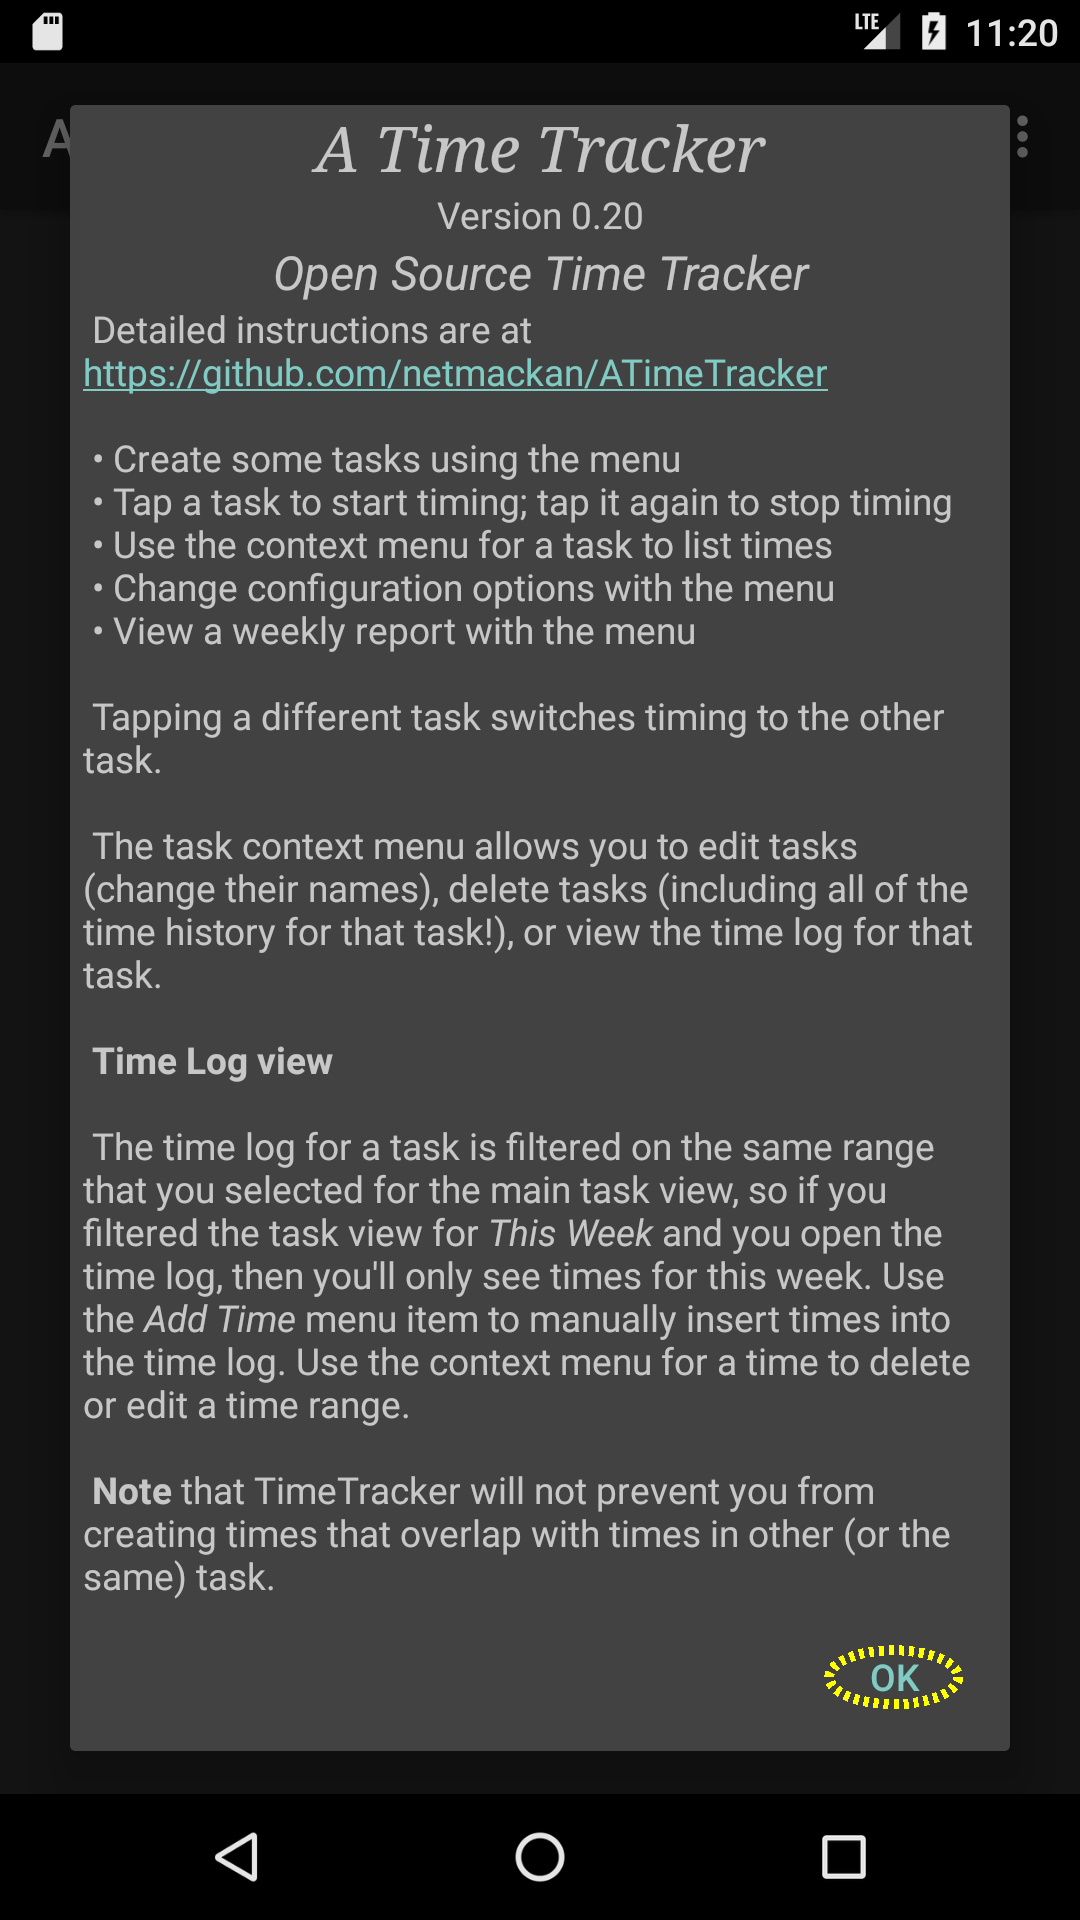 LTE 11:20
A
A Time Tracker
Version 0.20
Open Source Time Tracker
Detailed instructions are at
https://github.com/netmackan/ATimeTracker
• Create some tasks using the menu
• Tap a task to start timing; tap it again to stop timing
• Use the context menu for a task to list times
• Change configuration options with the menu
• View a weekly report with the menu
Tapping a different task switches timing to the other
task.
The task context menu allows you to edit tasks
(change their names), delete tasks (including all of the
time history for that task!), or view the time log for that
task.
Time Log view
The time log for a task is filtered on the same range
that you selected for the main task view, so if you
filtered the task view for This Week and you open the
time log, then you'll only see times for this week. Use
the Add Time menu item to manually insert times into
the time log. Use the context menu for a time to delete
or edit a time range.
Note that TimeTracker will not prevent you from
creating times that overlap with times in other (or the
same) task.
OK